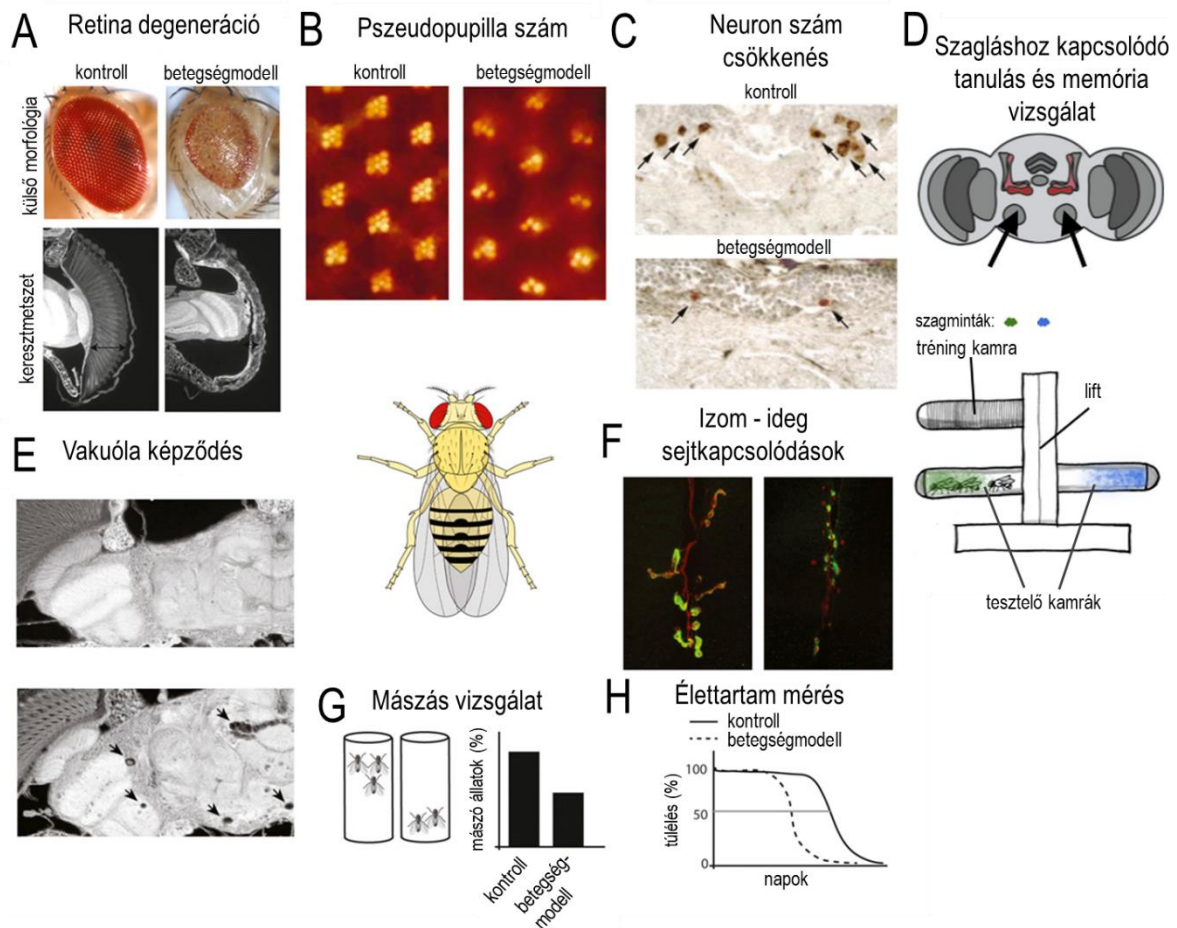 A
Retina degeneráció
kontroll
betegségmodell
külső morfológia
keresztmetszet
B
Pszeudopupilla szám
kontroll
betegségmodell
C
Neuron szám
csökkenés
kontroll
betegségmodell
D
Szagláshoz kapcsolódó
tanulás és memória
vizsgálat
szagminták:
tréning kamra
lift
tesztelő kamrák
E
Vakuóla képződés
F
Izom - ideg
sejtkapcsolódások
G
Mászás vizsgálat
mászó állatok (%)
kontroll
betegség-
modell
H
Élettartam mérés
kontroll
betegségmodell
túlélés (%)
100
50
0
napok